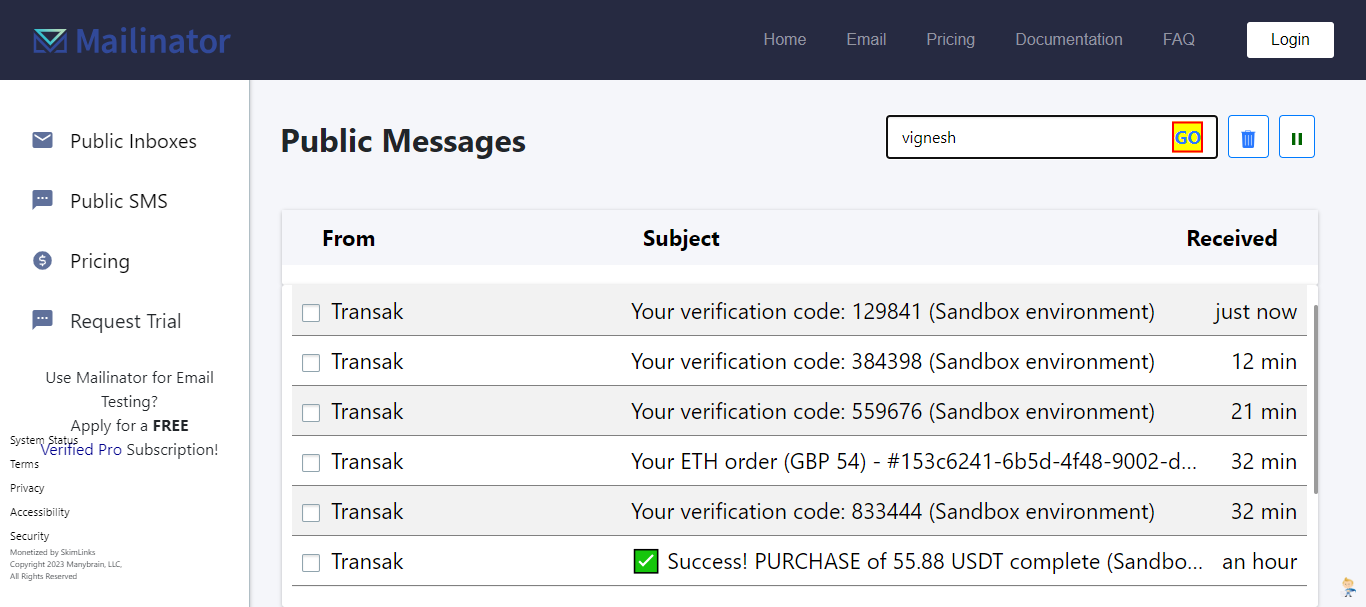 Mailinator
Home Email Pricing Documentation FAQ Login
Public Inboxes
Public SMS
Pricing
Request Trial
Use Mailinator for Email
Testing?
Apply for a FREE
Verified Pro Subscription!
System Status
Terms
Privacy
Accessibility
Security
Monetized by SkimLinks
Copyright 2023 Manybrain, LLC,
All Rights Reserved
Public Messages
vignesh GO
From Subject Received
Transak Your verification code: 129841 (Sandbox environment) just now
Transak Your verification code: 384398 (Sandbox environment) 12 min
Transak Your verification code: 559676 (Sandbox environment) 21 min
Transak Your ETH order (GBP 54) - #153c6241-6b5d-4f48-9002-d... 32 min
Transak Your verification code: 833444 (Sandbox environment) 32 min
Transak ✅ Success! PURCHASE of 55.88 USDT complete (Sandbo... an hour